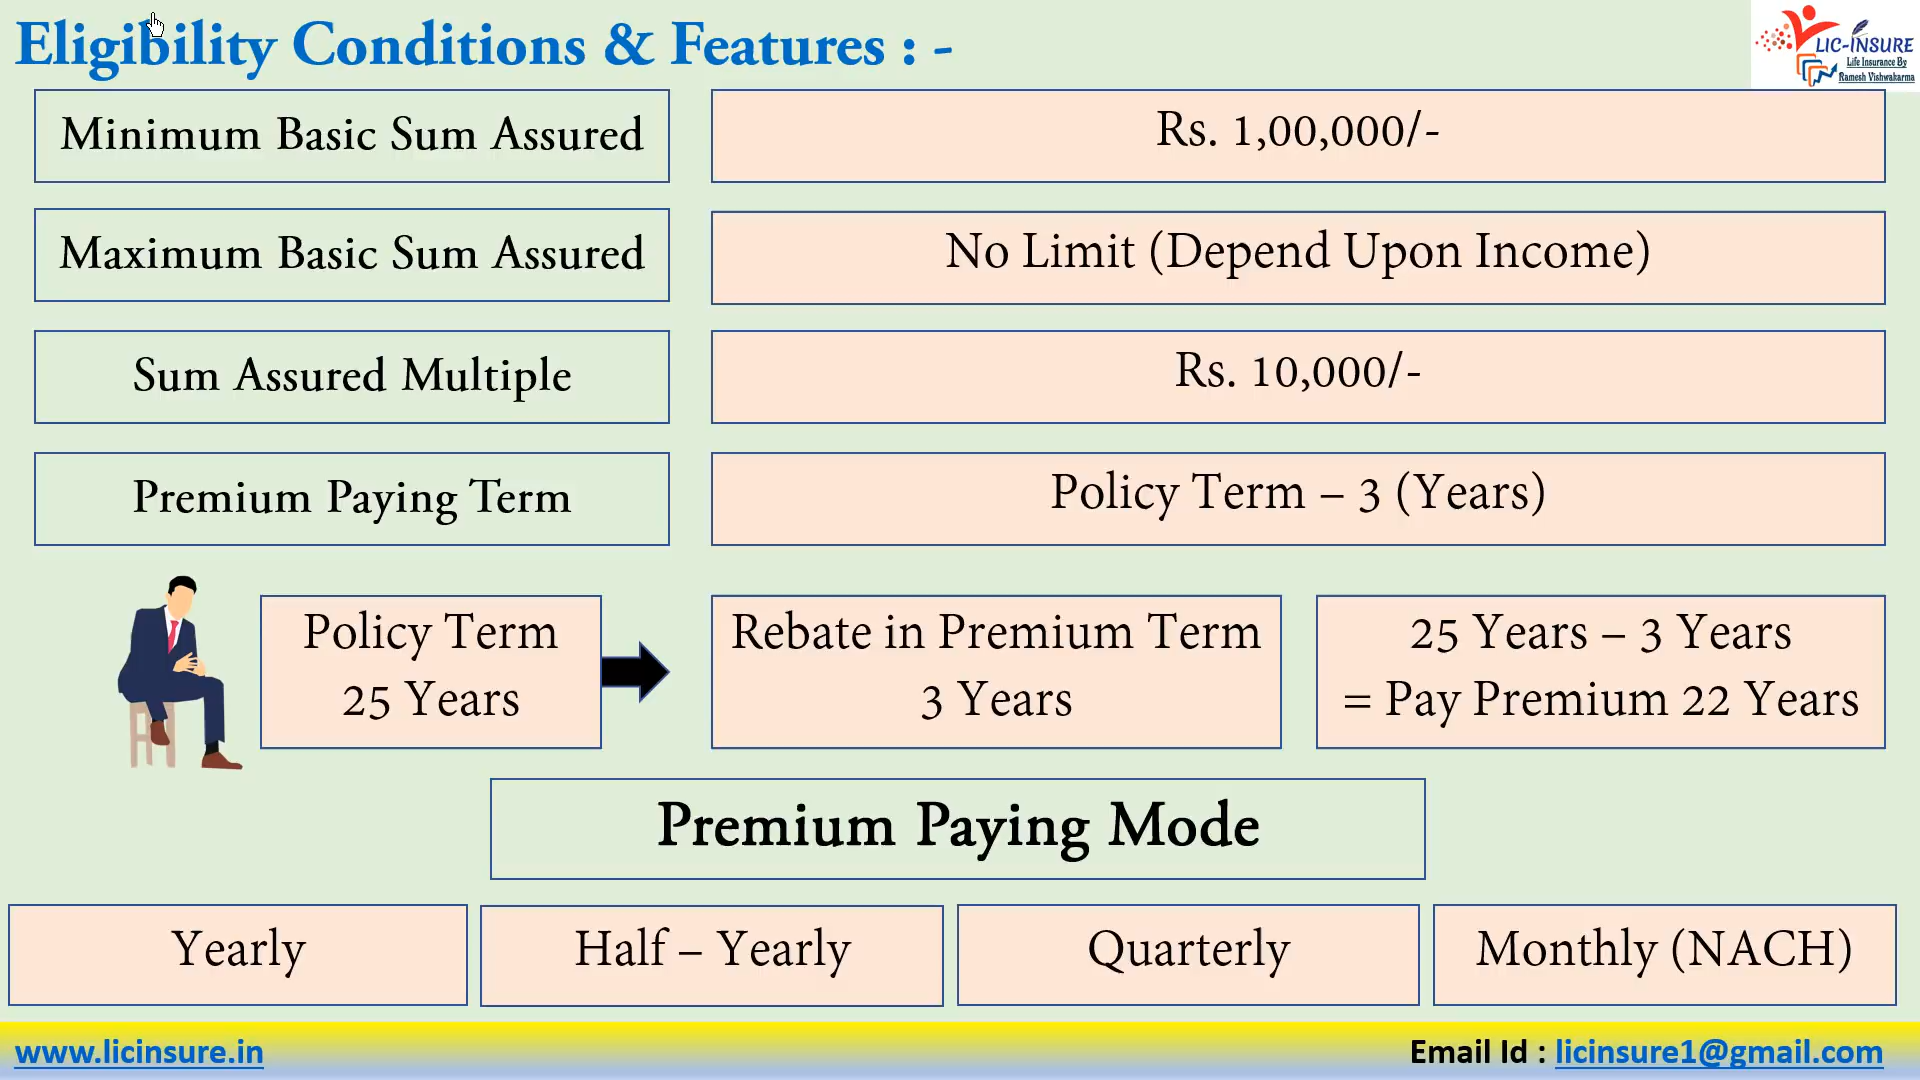 Eligibility Conditions & Features : -
LIC-INSURE
Life Insurance By
Ramesh Vishwakarma
Minimum Basic Sum Assured
Rs. 1,00,000/-
Maximum Basic Sum Assured
No Limit (Depend Upon Income)
Sum Assured Multiple
Rs. 10,000/-
Premium Paying Term
Policy Term – 3 (Years)
Policy Term
25 Years
Rebate in Premium Term
3 Years
25 Years – 3 Years
= Pay Premium 22 Years
Premium Paying Mode
Yearly
Half – Yearly
Quarterly
Monthly (NACH)
www.licinsure.in
Email Id : licinsure1@gmail.com